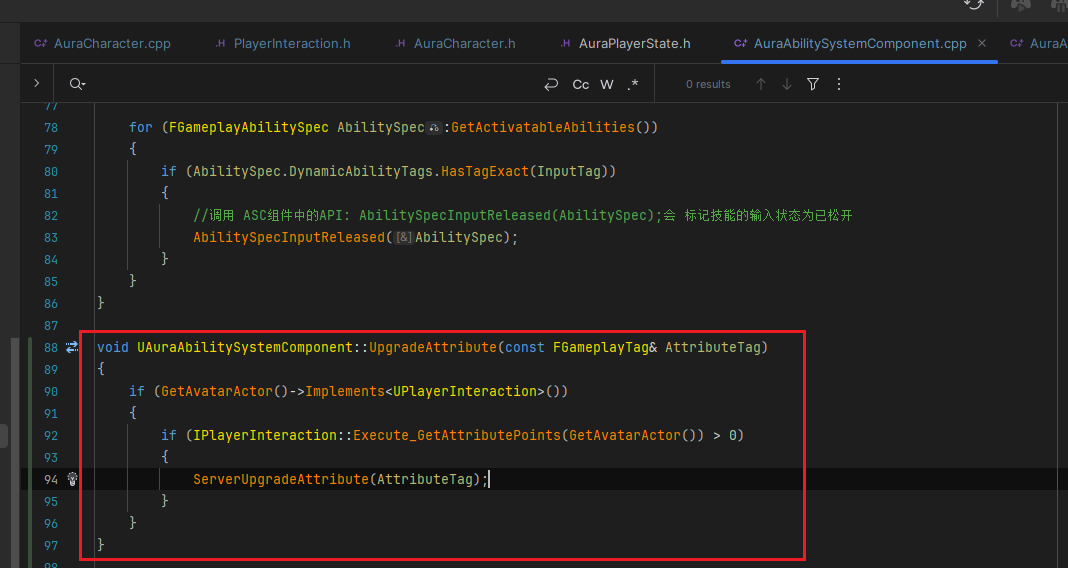 C++ AuraCharacter.cpp .H PlayerInteraction.h .H AuraCharacter.h .H AuraPlayerState.h C++ AuraAbilitySystemComponent.cpp × C++ AuraA
Cc W .* 0 results
77
78 for (FGameplayAbilitySpec AbilitySpec :GetActivatableAbilities())
79 {
80 if (AbilitySpec.DynamicAbilityTags.HasTagExact(InputTag))
81 {
82 //调用 ASC组件中的API: AbilitySpecInputReleased(AbilitySpec);会 标记技能的输入状态为已松开
83 AbilitySpecInputReleased([&]AbilitySpec);
84 }
85 }
86 }
87
88 void UAuraAbilitySystemComponent::UpgradeAttribute(const FGameplayTag& AttributeTag)
89 {
90 if (GetAvatarActor()->Implements<UPlayerInteraction>())
91 {
92 if (IPlayerInteraction::Execute_GetAttributePoints(GetAvatarActor()) > 0)
93 {
94 ServerUpgradeAttribute(AttributeTag);
95 }
96 }
97 }
98